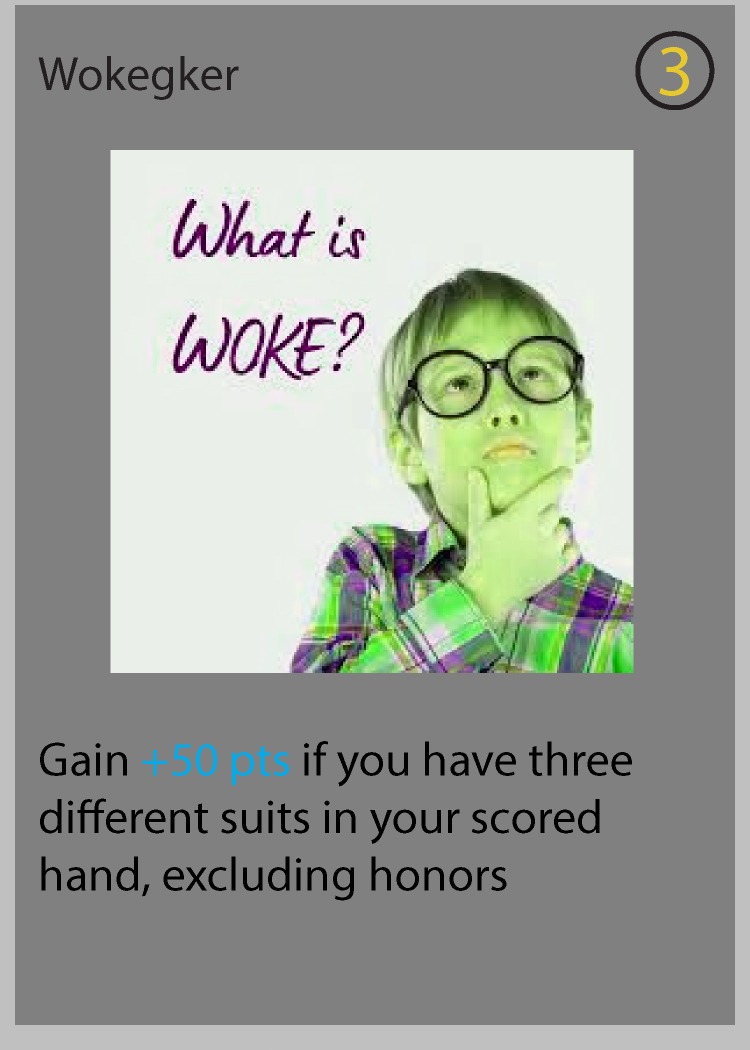 Wokegker
3
What is
WOKE?
Gain +50 pts if you have three
different suits in your scored
hand, excluding honors